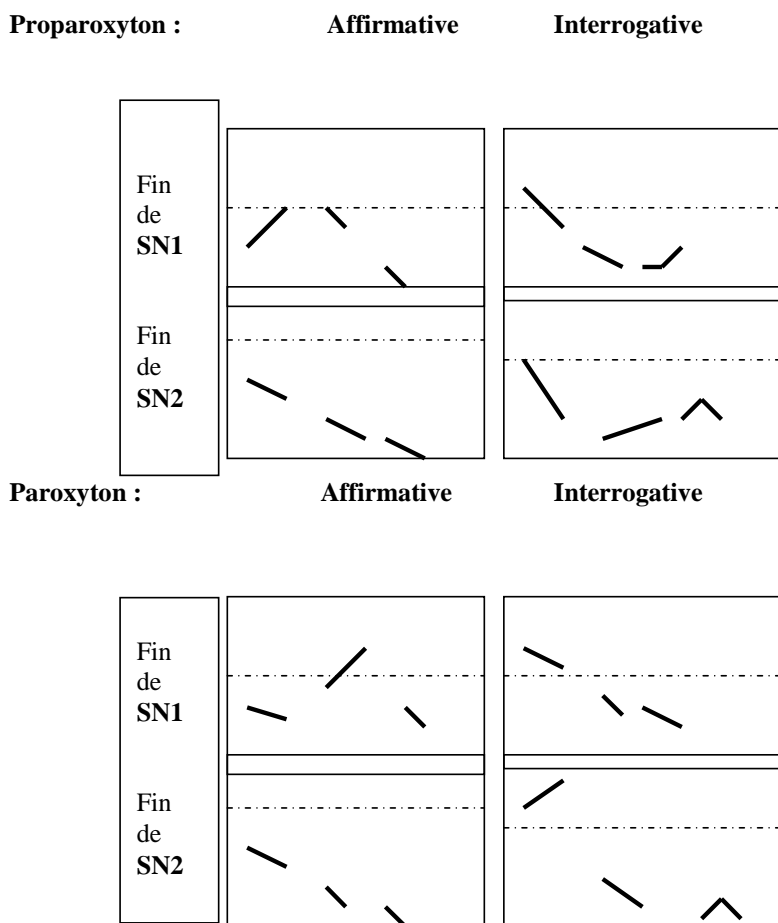 Proparoxyton : Affirmative Interrogative
Fin
de
SN1
Fin
de
SN2
Paroxyton : Affirmative Interrogative
Fin
de
SN1
Fin
de
SN2